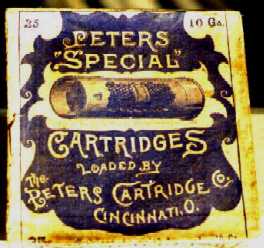 25 10 Ga.
PETERS
"SPECIAL"
CARTRIDGES
LOADED BY
The
PETERS CARTRIDGE Co.
CINCINNATI, O.